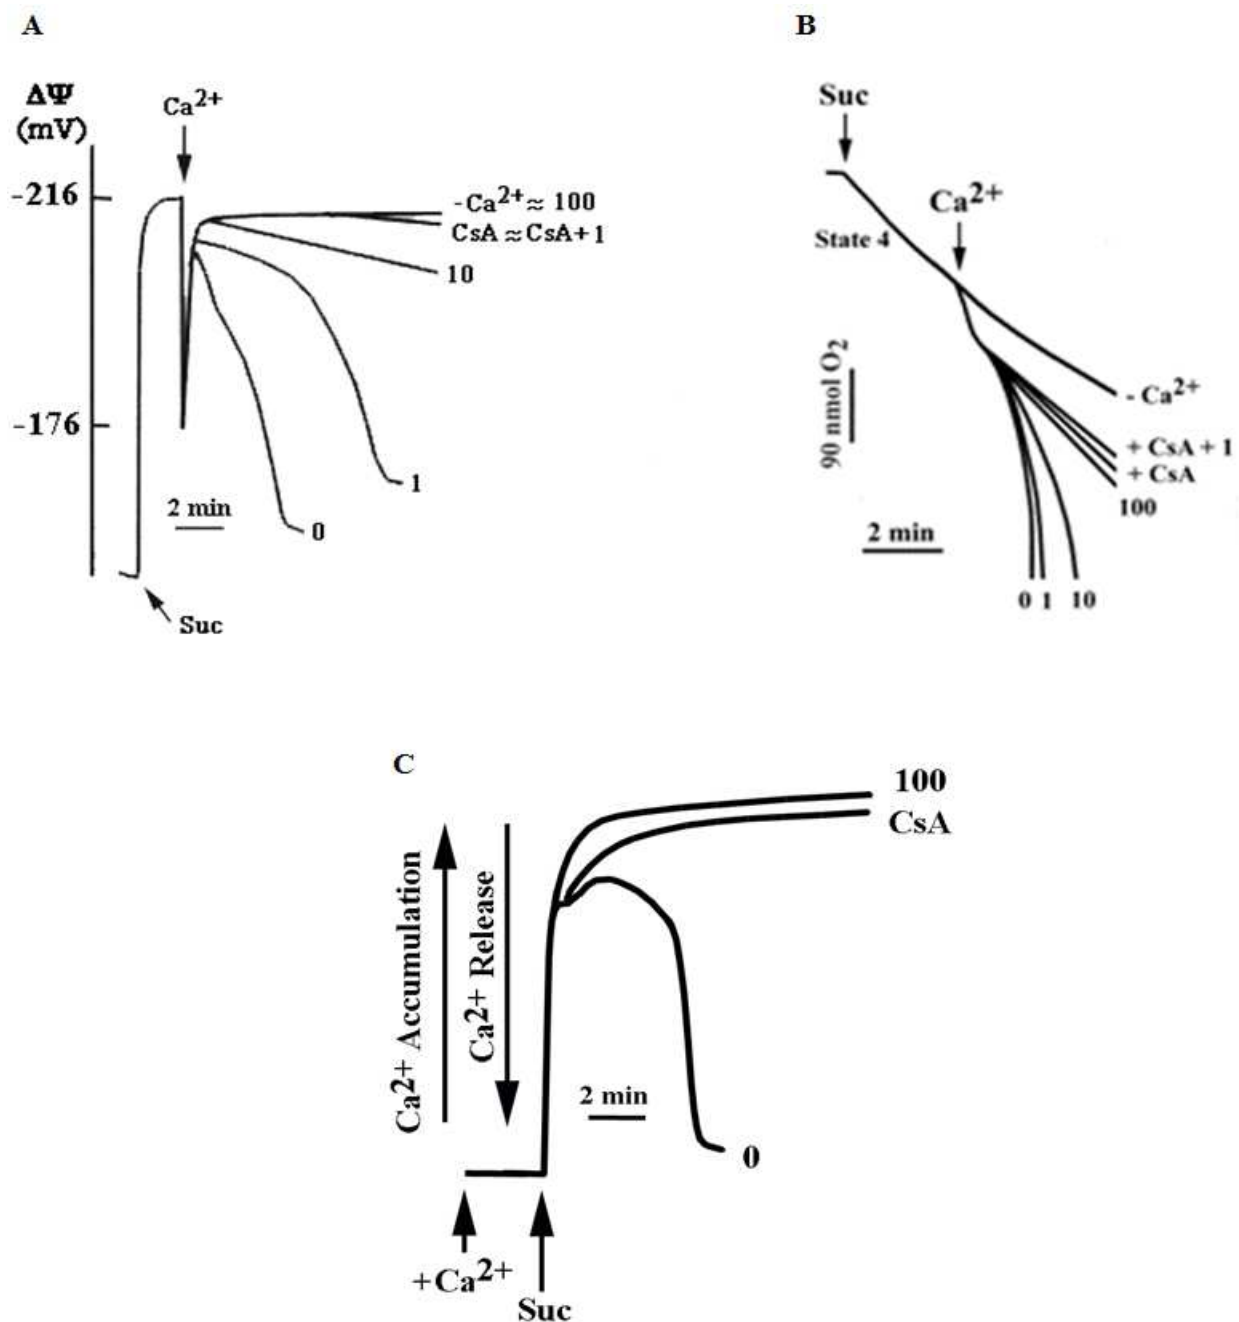 A
ΔΨ
(mV)
Ca2+
-216
-Ca2+ ≈ 100
CsA ≈ CsA+1
10
-176
1
2 min
0
Suc
B
Suc
Ca2+
State 4
90 nmol O2
- Ca2+
+ CsA + 1
+ CsA
100
2 min
0 1 10
C
100
CsA
Ca2+ Accumulation
Ca2+ Release
2 min
0
+Ca2+
Suc